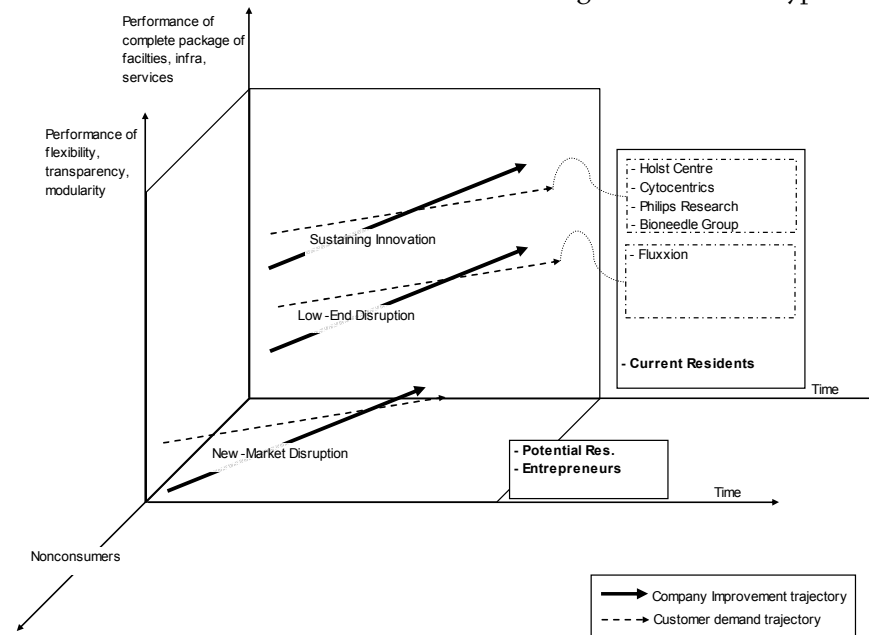 Performance of
complete package of
facilties, infra,
services
Performance of
flexibility,
transparency,
modularity
- Holst Centre
- Cytocentrics
- Philips Research
- Bioneedle Group
Sustaining Innovation
- Fluxxion
Low-End Disruption
- Current Residents
Time
New-Market Disruption
- Potential Res.
- Entrepreneurs
Time
Nonconsumers
Company Improvement trajectory
Customer demand trajectory